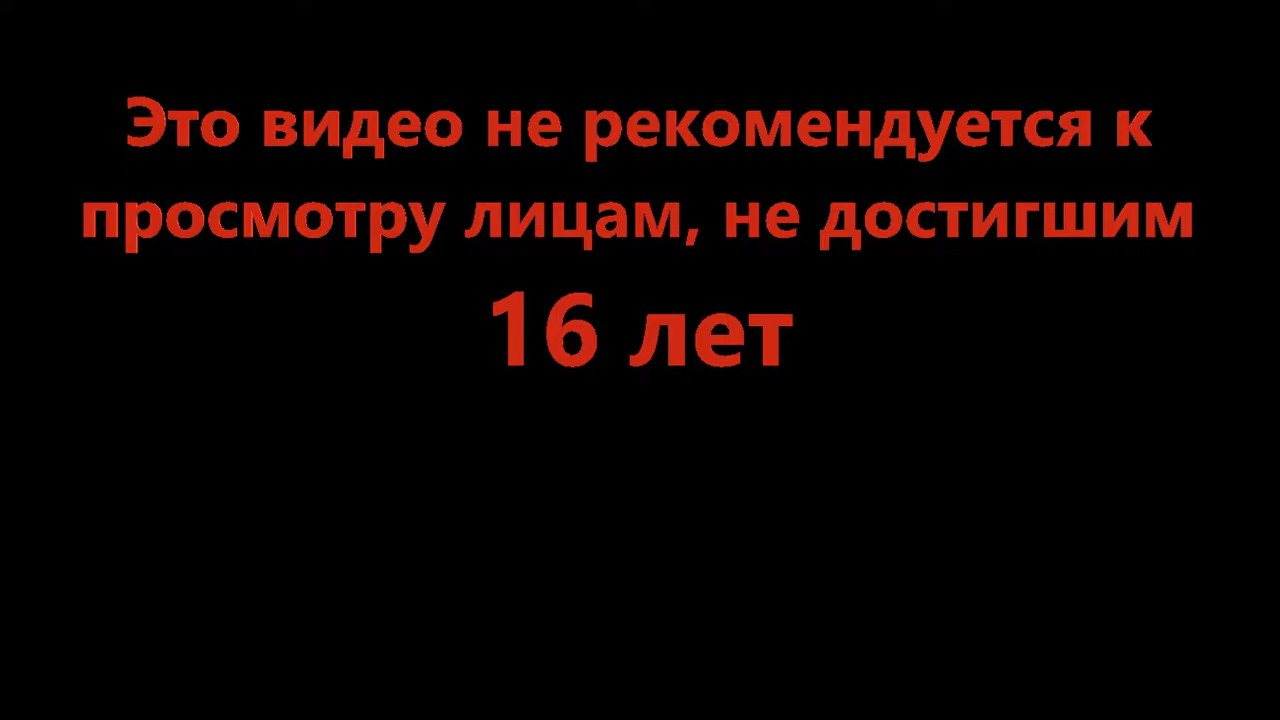 Это видео не рекомендуется к
просмотру лицам, не достигшим
16 лет